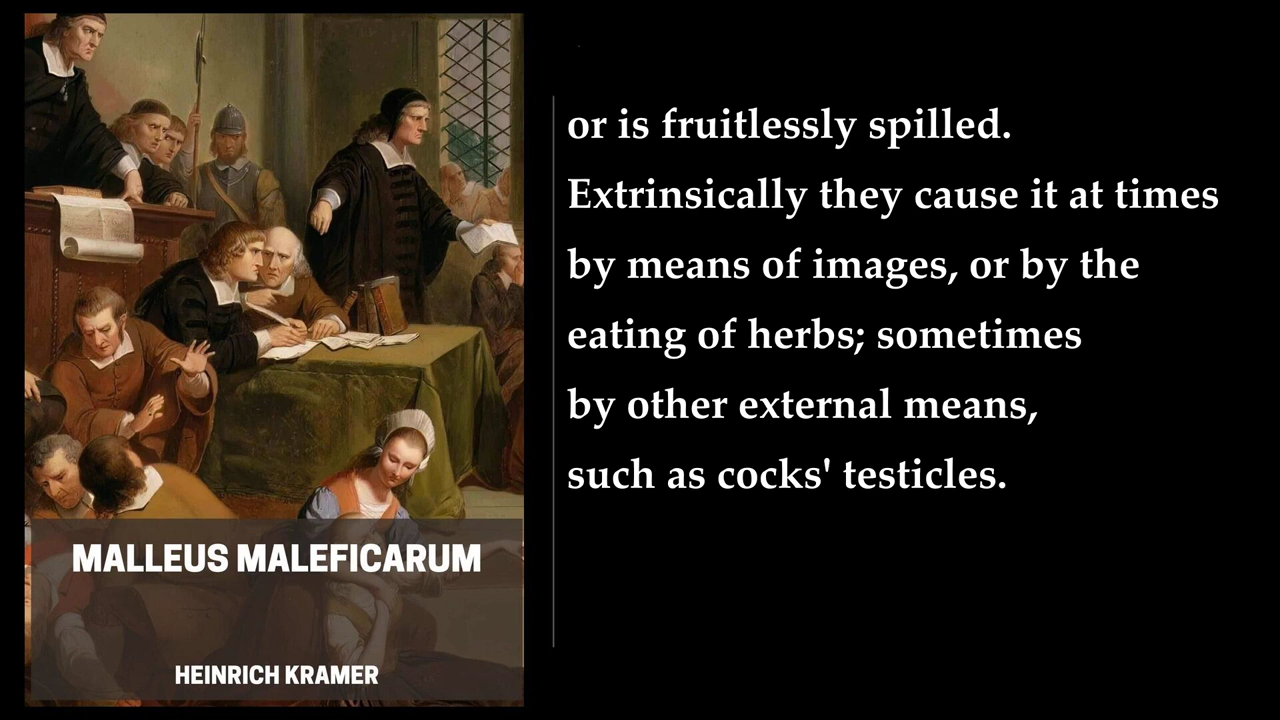 MALLEUS MALEFICARUM
HEINRICH KRAMER
or is fruitlessly spilled.
Extrinsically they cause it at times
by means of images, or by the
eating of herbs; sometimes
by other external means,
such as cocks' testicles.